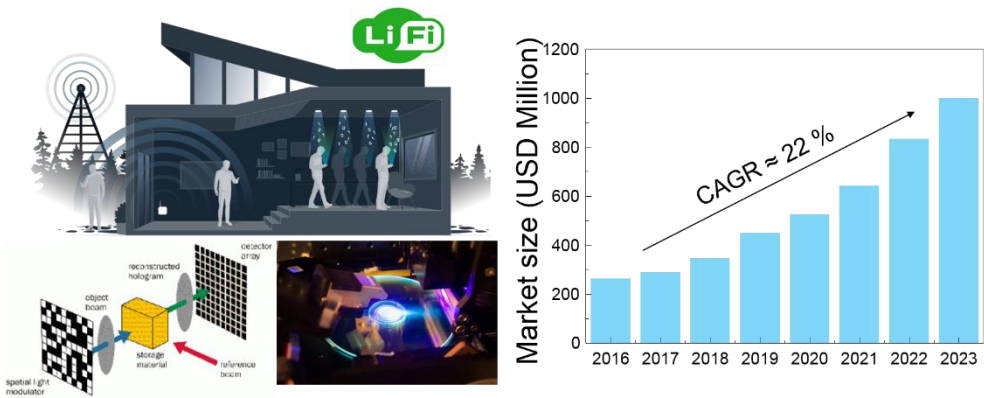 LiFi
detector
array
reconstructed
hologram
object
beam
storage
material
reference
beam
spatial light
modulator
Market size (USD Million)
1200
1000
800
600
400
200
0
CAGR ≈ 22 %
2016 2017 2018 2019 2020 2021 2022 2023